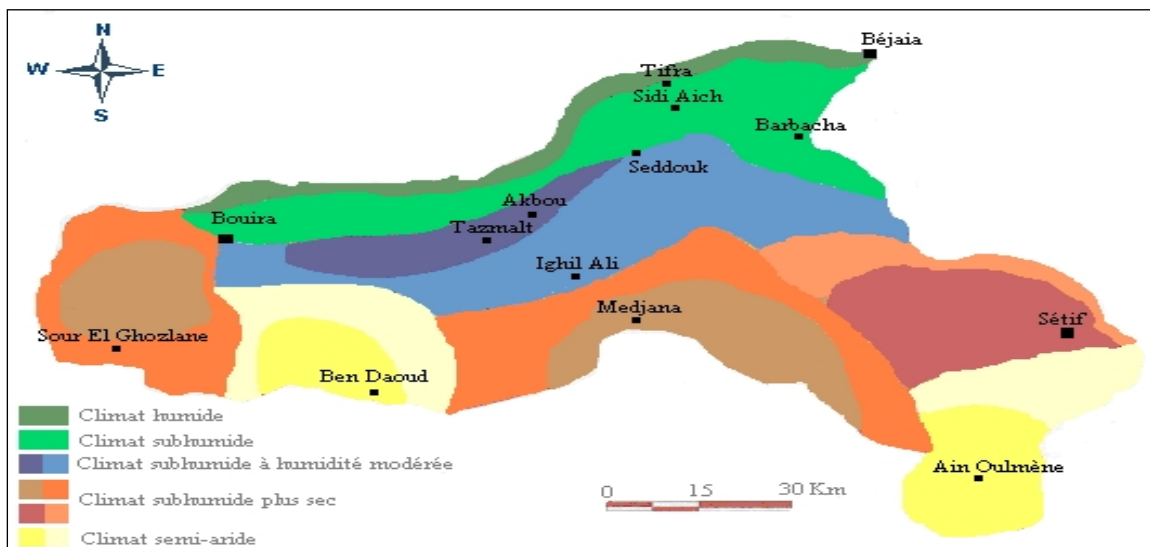 N
W E
S
Béjaia
Tifra
Sidi Aich
Barbacha
Seddouk
Akbou
Bouira
Tazmalt
Ighil Ali
Medjana
Sétif
Sour El Ghozlane
Ben Daoud
Climat humide
Climat subhumide
Climat subhumide à humidité modérée
Climat subhumide plus sec
Climat semi-aride
Ain Oulmène
0 15 30 Km